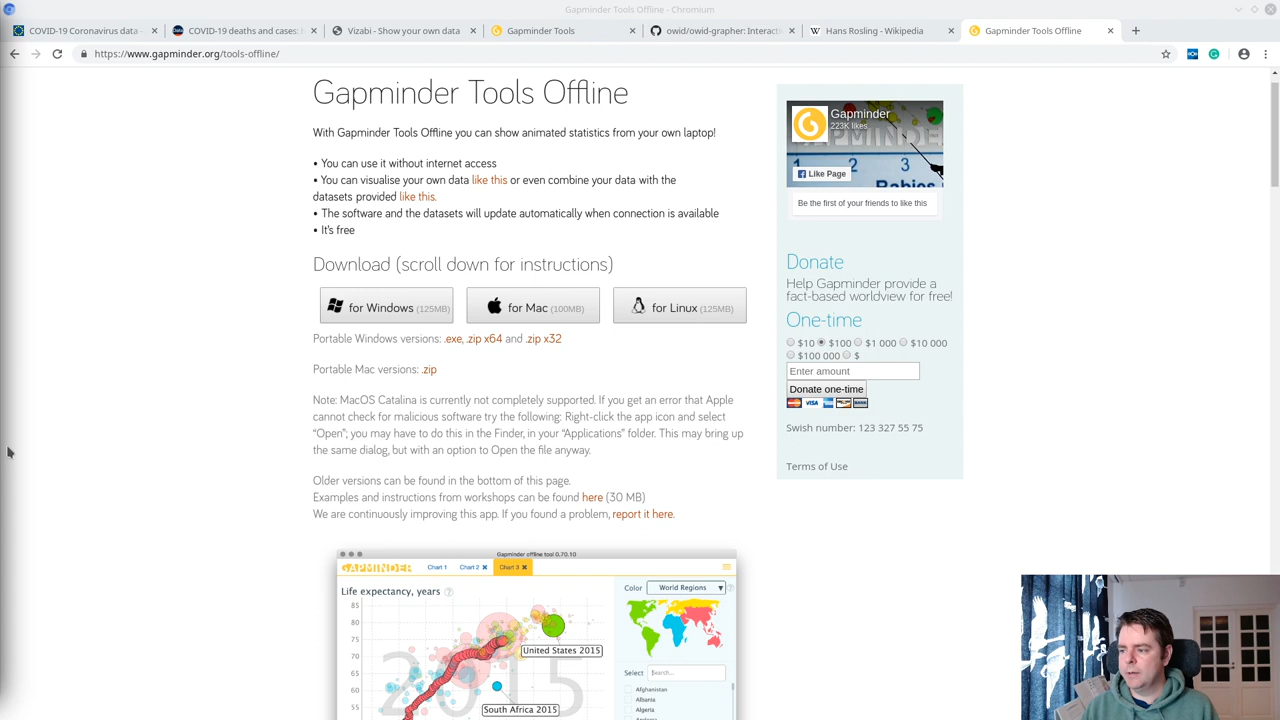 Gapminder Tools Offline - Chromium
COVID-19 Coronavirus data
COVID-19 deaths and cases: h
Vizabi - Show your own data
Gapminder Tools
owid/owid-grapher: Interacti
Hans Rosling - Wikipedia
Gapminder Tools Offline
https://www.gapminder.org/tools-offline/
Gapminder Tools Offline
With Gapminder Tools Offline you can show animated statistics from your own laptop!
• You can use it without internet access
• You can visualise your own data like this or even combine your data with the
datasets provided like this.
• The software and the datasets will update automatically when connection is available
• It's free
Download (scroll down for instructions)
for Windows (125MB)
for Mac (100MB)
for Linux (125MB)
Portable Windows versions: .exe, .zip x64 and .zip x32
Portable Mac versions: .zip
Note: MacOS Catalina is currently not completely supported. If you get an error that Apple
cannot check for malicious software try the following: Right-click the app icon and select
“Open”; you may have to do this in the Finder, in your “Applications” folder. This may bring up
the same dialog, but with an option to Open the file anyway.
Older versions can be found in the bottom of this page.
Examples and instructions from workshops can be found here (30 MB)
We are continuously improving this app. If you found a problem, report it here.
Gapminder offline tool 0.70.10
GAPMINDER
Chart 1
Chart 2
Chart 3
Life expectancy, years
85
80
75
70
65
60
55
50
2015
United States 2015
South Africa 2015
Color
World Regions
Select
Search...
Afghanistan
Albania
Algeria
Gapminder
223K likes
GAPMINDER
1 2 3
Babies
Like Page
Be the first of your friends to like this
Donate
Help Gapminder provide a
fact-based worldview for free!
One-time
$10 $100 $1 000 $10 000
$100 000 $
Enter amount
Donate one-time
VISA
BANK
Swish number: 123 327 55 75
Terms of Use